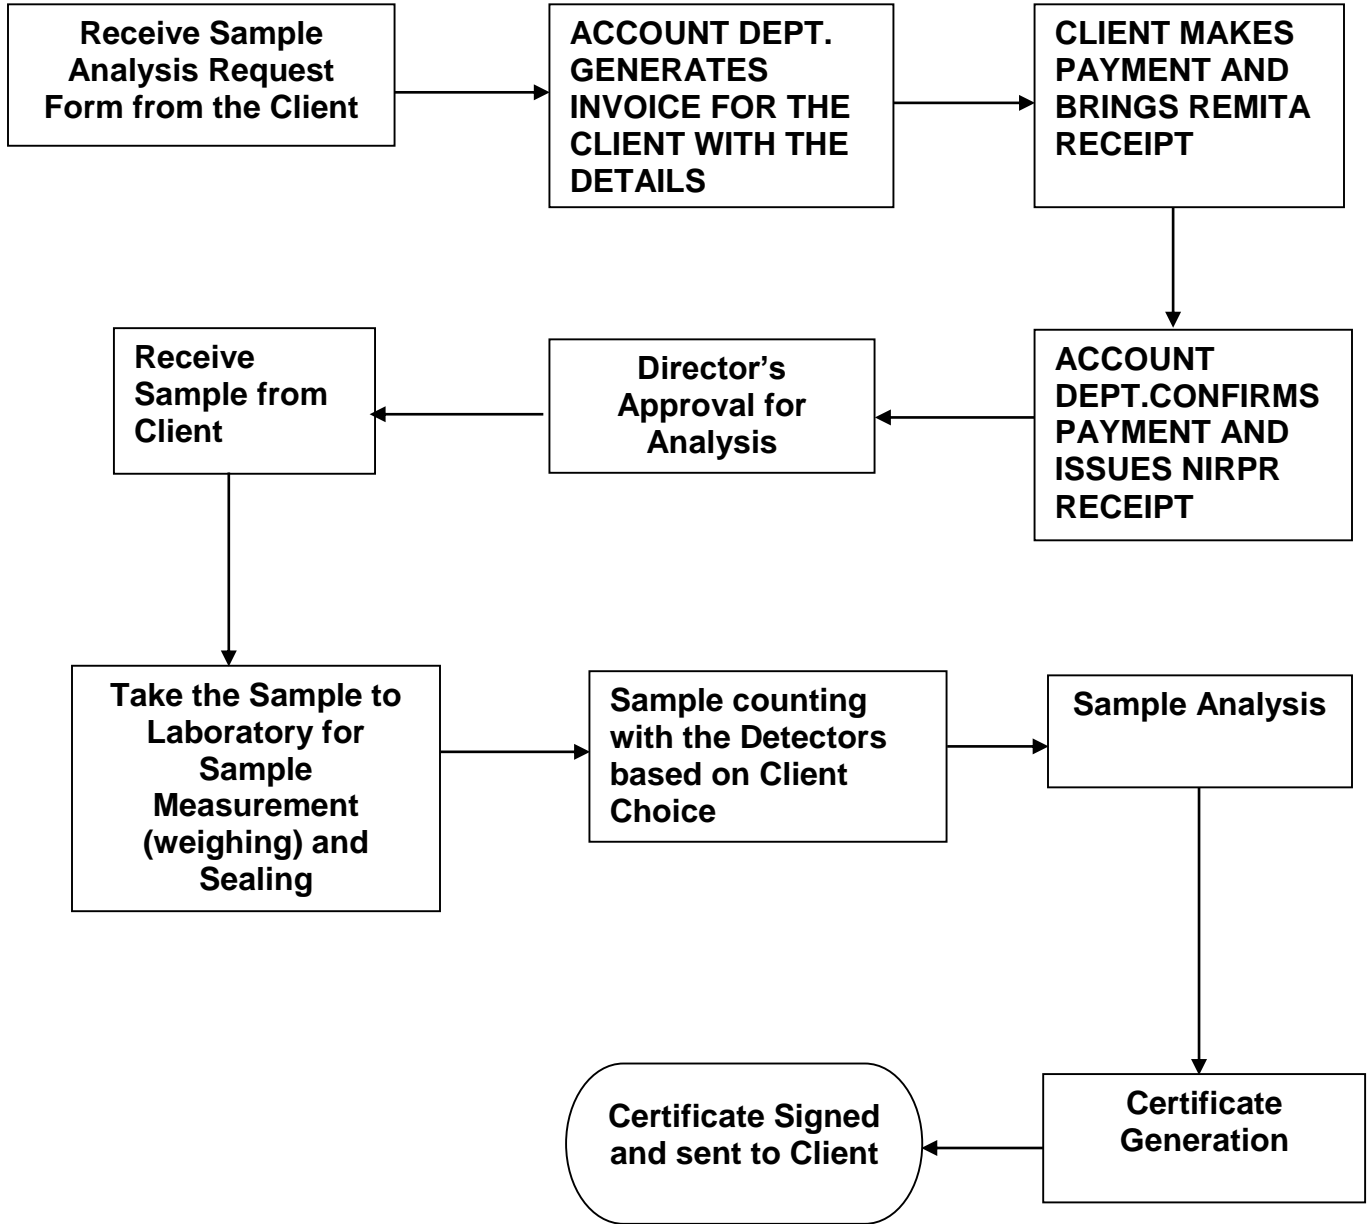 Receive Sample
Analysis Request
Form from the Client
ACCOUNT DEPT.
GENERATES
INVOICE FOR THE
CLIENT WITH THE
DETAILS
CLIENT MAKES
PAYMENT AND
BRINGS REMITA
RECEIPT
ACCOUNT
DEPT.CONFIRMS
PAYMENT AND
ISSUES NIRPR
RECEIPT
Director’s
Approval for
Analysis
Receive
Sample from
Client
Take the Sample to
Laboratory for
Sample
Measurement
(weighing) and
Sealing
Sample counting
with the Detectors
based on Client
Choice
Sample Analysis
Certificate
Generation
Certificate Signed
and sent to Client